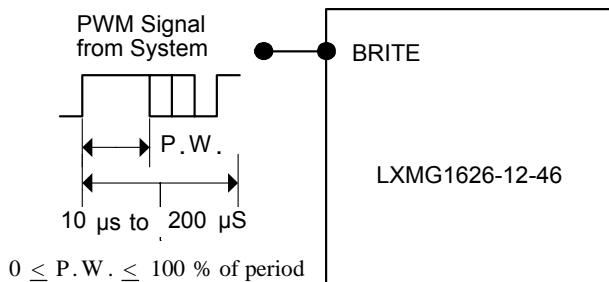 PWM Signal
from System
BRITE
P.W.
LXMG1626-12-46
10 µs to 200 µS
0 ≤ P.W. ≤ 100 % of period